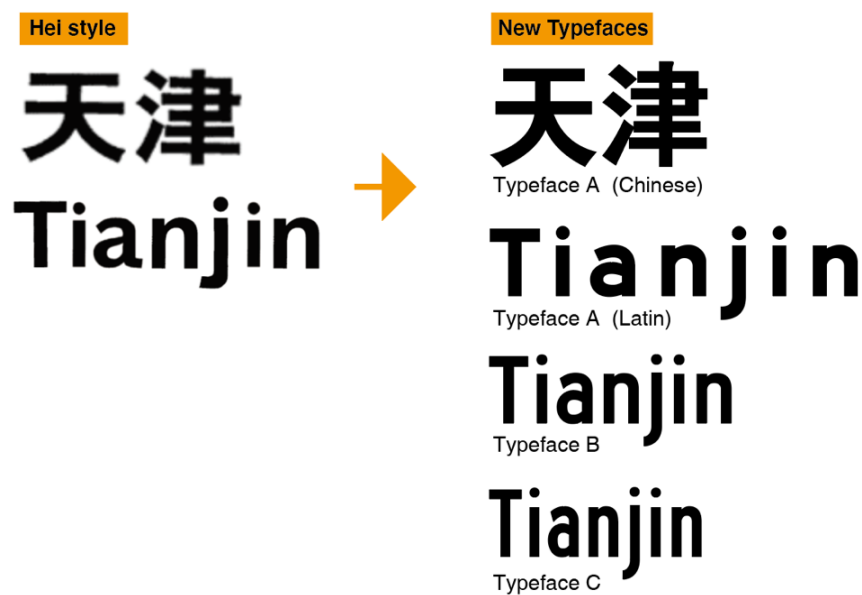 Hei style
天津
Tianjin
New Typefaces
天津
Typeface A (Chinese)
Tianjin
Typeface A (Latin)
Tianjin
Typeface B
Tianjin
Typeface C